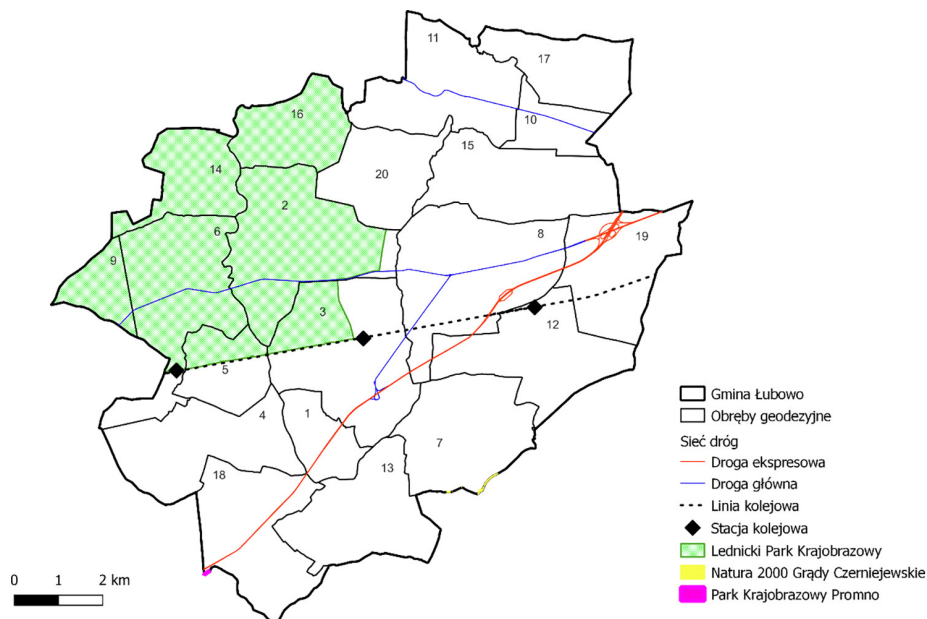 11
17
16
10
15
14
20
2
6
8
19
9
3
12
5
4
1
7
18
13
Gmina Łubowo
Obręby geodezyjne
Sieć dróg
Droga ekspresowa
Droga główna
Linia kolejowa
Stacja kolejowa
Lednicki Park Krajobrazowy
Natura 2000 Grądy Czerniejewskie
Park Krajobrazowy Promno
0 1 2 km